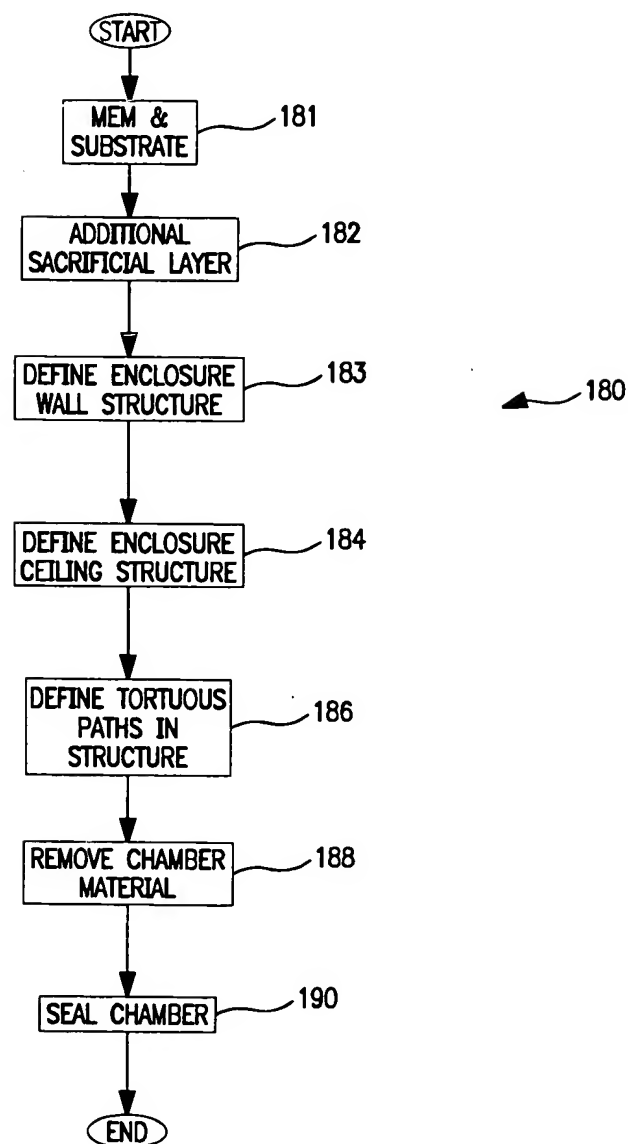 START
MEM &
SUBSTRATE
181
ADDITIONAL
SACRIFICIAL LAYER
182
DEFINE ENCLOSURE
WALL STRUCTURE
183
180
DEFINE ENCLOSURE
CEILING STRUCTURE
184
DEFINE TORTUOUS
PATHS IN
STRUCTURE
186
REMOVE CHAMBER
MATERIAL
188
SEAL CHAMBER
190
END